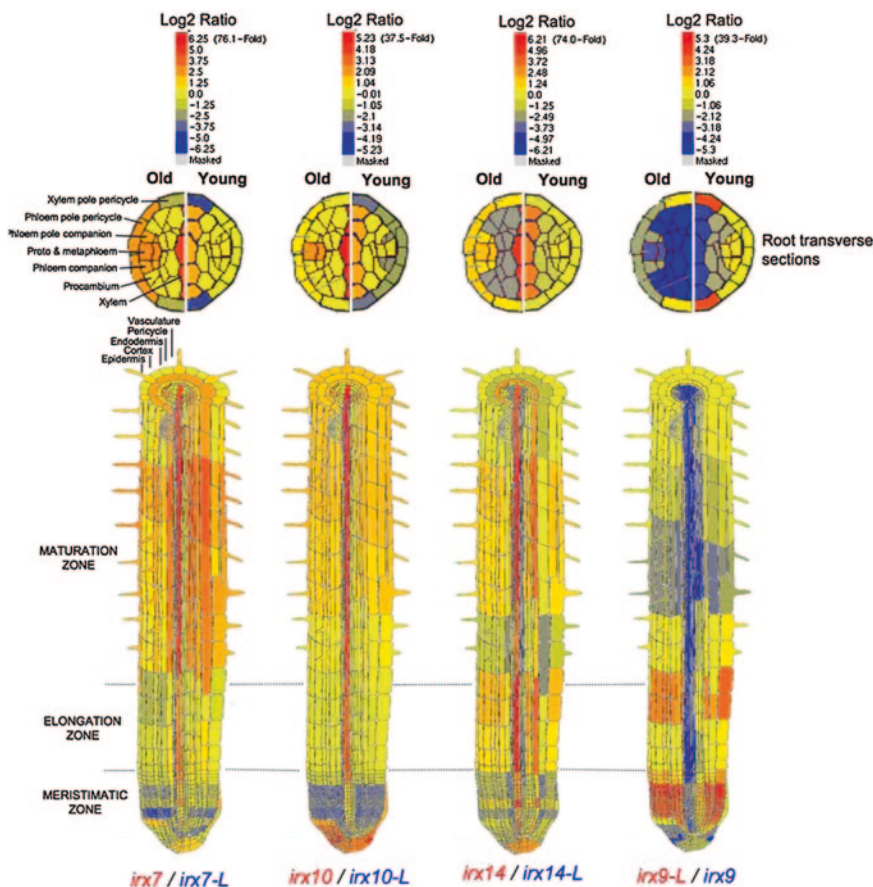 Log2 Ratio
6.25 (76.1-Fold)
5.0
3.75
2.5
1.25
0.0
-1.25
-2.5
-3.75
-5.0
-6.25
Masked
Log2 Ratio
5.23 (37.5-Fold)
4.18
3.13
2.09
1.04
-0.01
-1.05
-2.1
-3.14
-4.19
-5.23
Masked
Log2 Ratio
6.21 (74.0-Fold)
4.96
3.72
2.48
1.24
0.0
-1.25
-2.49
-3.73
-4.97
-6.21
Masked
Log2 Ratio
5.3 (39.3-Fold)
4.24
3.18
2.12
1.06
0.0
-1.06
-2.12
-3.18
-4.24
-5.3
Masked
Old Young
Old Young
Old Young
Old Young
Xylem pole pericycle
Phloem pole pericycle
Phloem pole companion
Proto & metaphloem
Phloem companion
Procambium
Xylem
Root transverse
sections
Vasculature
Pericycle
Endodermis
Cortex
Epidermis
MATURATION
ZONE
ELONGATION
ZONE
MERISTIMATIC
ZONE
irx7 / irx7-L
irx10 / irx10-L
irx14 / irx14-L
irx9-L / irx9